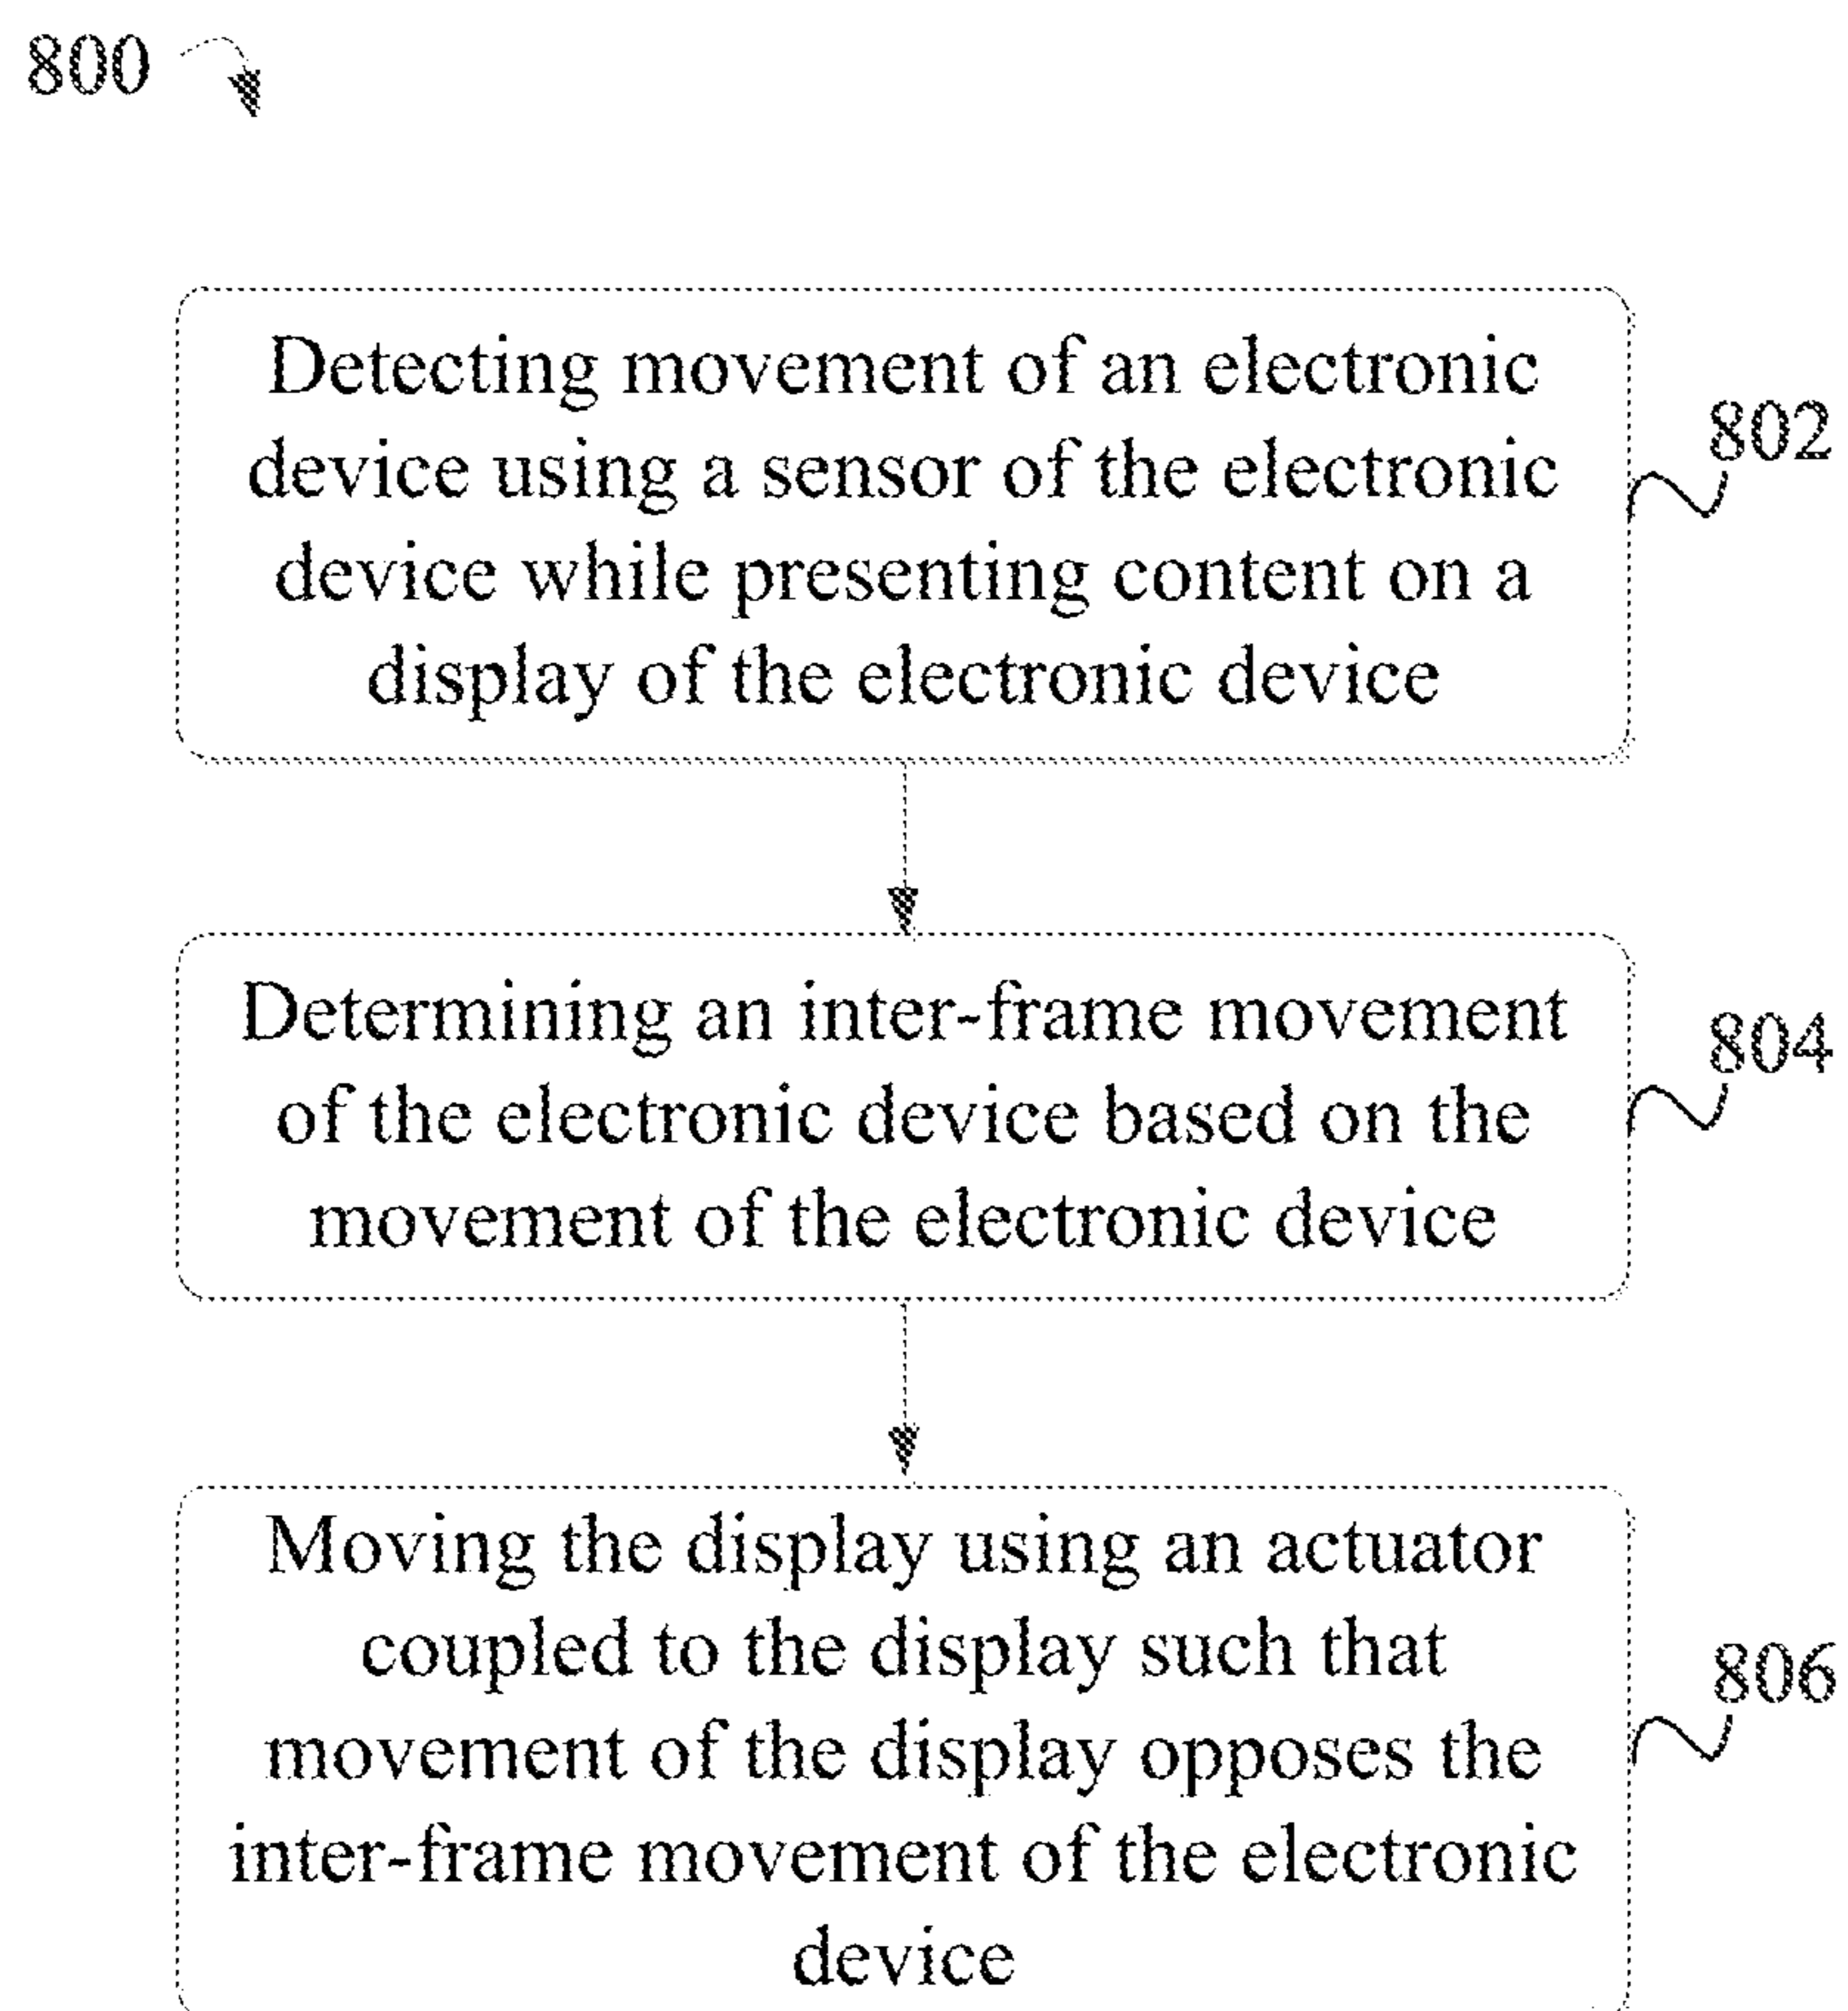 800
Detecting movement of an electronic
device using a sensor of the electronic
device while presenting content on a
display of the electronic device
802
Determining an inter-frame movement
of the electronic device based on the
movement of the electronic device
804
Moving the display using an actuator
coupled to the display such that
movement of the display opposes the
inter-frame movement of the electronic
device
806